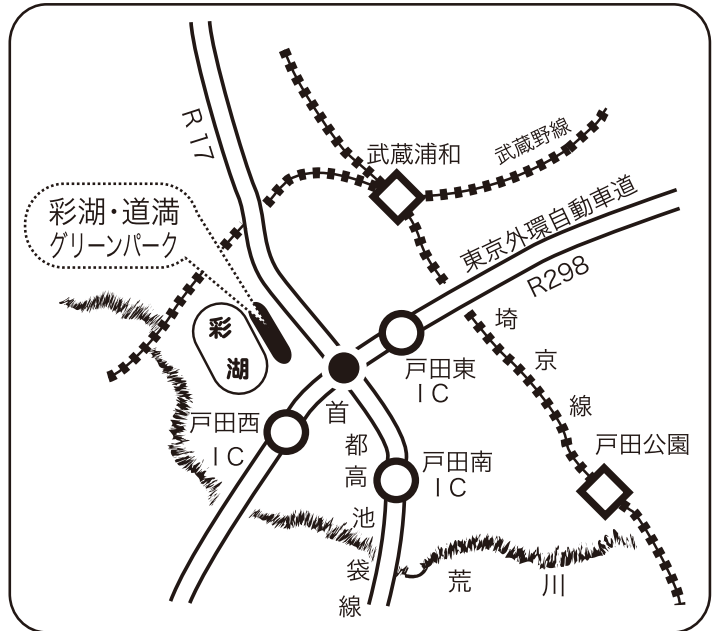 R17
武蔵浦和
武蔵野線
彩湖・道満
グリーンパーク
東京外環自動車道
R298
彩
湖
埼京線
戸田東
IC
戸田西
IC
首都高池袋線
戸田南
IC
戸田公園
荒川